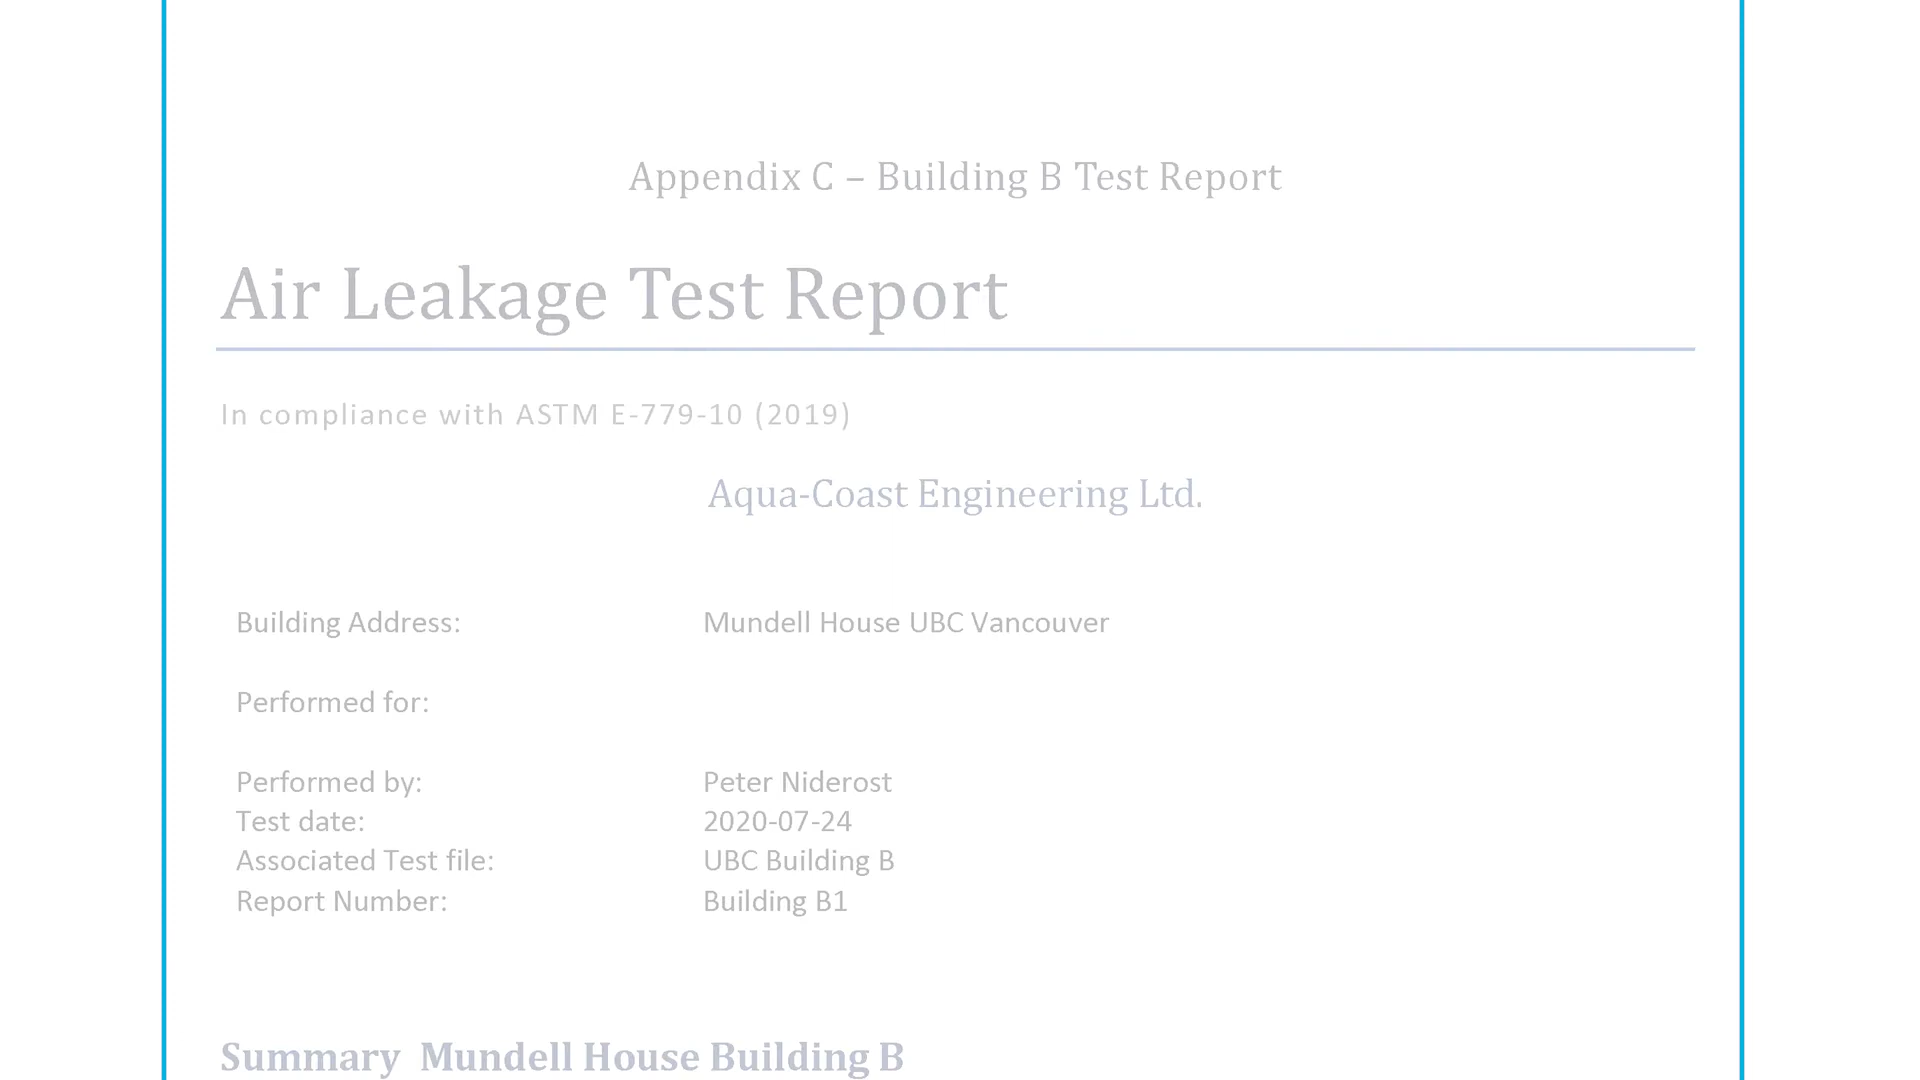 Appendix C – Building B Test Report
Air Leakage Test Report
In compliance with ASTM E-779-10 (2019)
Aqua-Coast Engineering Ltd.
Building Address: Mundell House UBC Vancouver
Performed for:
Performed by: Peter Niderost
Test date: 2020-07-24
Associated Test file: UBC Building B
Report Number: Building B1
Summary Mundell House Building B